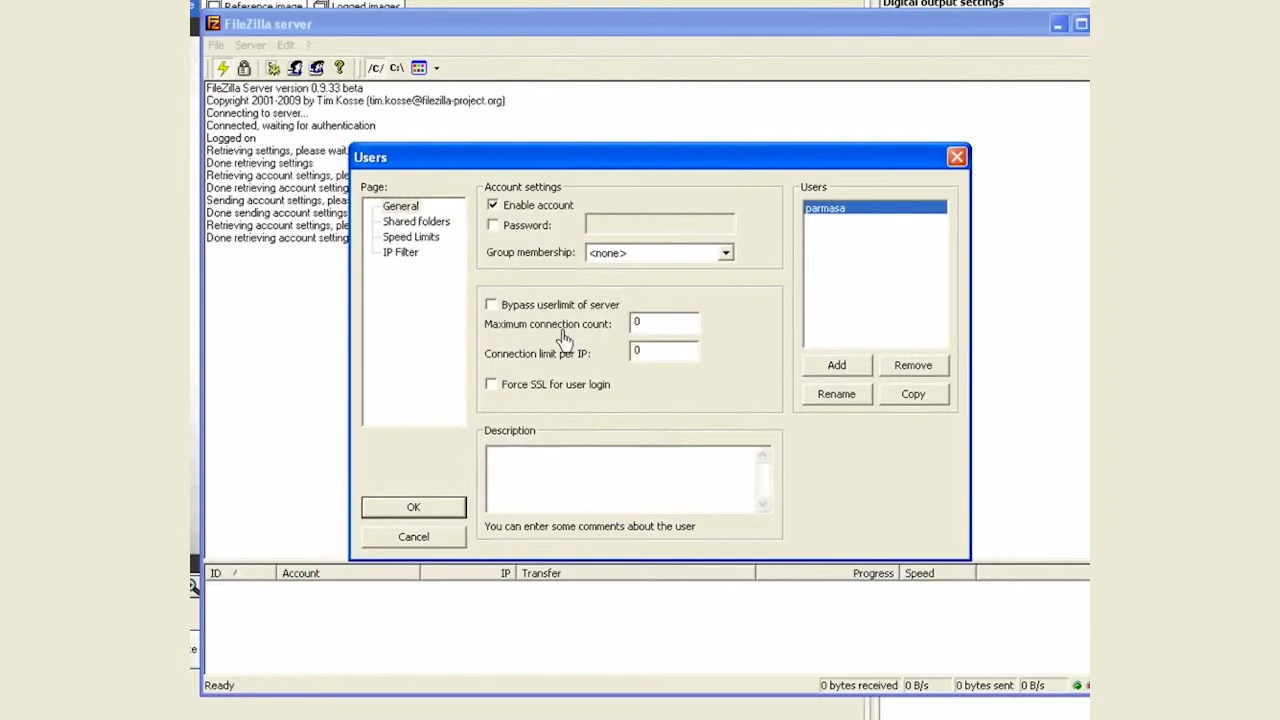 Reference image Logged images Digital output settings
FileZilla server
File Server Edit ?
/C/ C:\
FileZilla Server version 0.9.33 beta
Copyright 2001-2009 by Tim Kosse (tim.kosse@filezilla-project.org)
Connecting to server...
Connected, waiting for authentication
Logged on
Retrieving settings, please wait
Done retrieving settings
Retrieving account settings, ple
Done retrieving account setting
Sending account settings, pleas
Done sending account settings
Retrieving account settings, ple
Done retrieving account setting
Users
Page:
General
Shared folders
Speed Limits
IP Filter
OK
Cancel
Account settings
Enable account
Password:
Group membership: <none>
Bypass userlimit of server
Maximum connection count: 0
Connection limit per IP: 0
Force SSL for user login
Description
You can enter some comments about the user
Users
parmasa
Add Remove
Rename Copy
ID / Account IP Transfer Progress Speed
Ready 0 bytes received 0 B/s 0 bytes sent 0 B/s